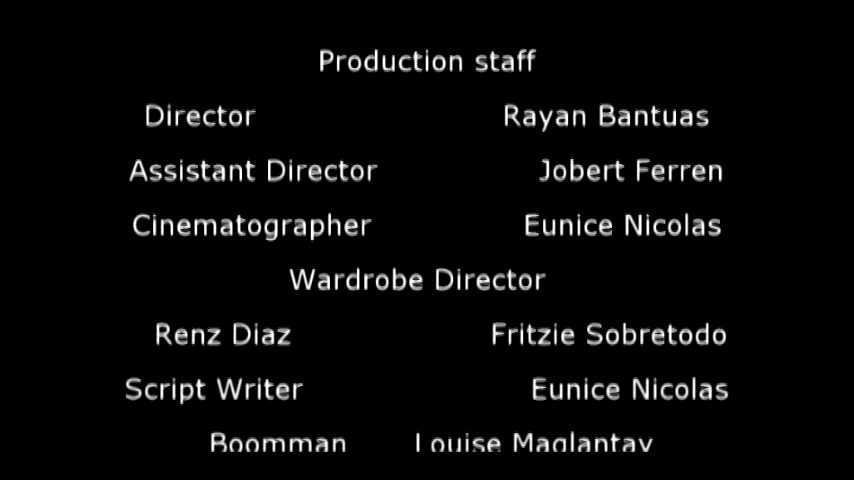 Production staff
Director Rayan Bantuas
Assistant Director Jobert Ferren
Cinematographer Eunice Nicolas
Wardrobe Director
Renz Diaz Fritzie Sobretodo
Script Writer Eunice Nicolas
Boomman Louise Maglantay